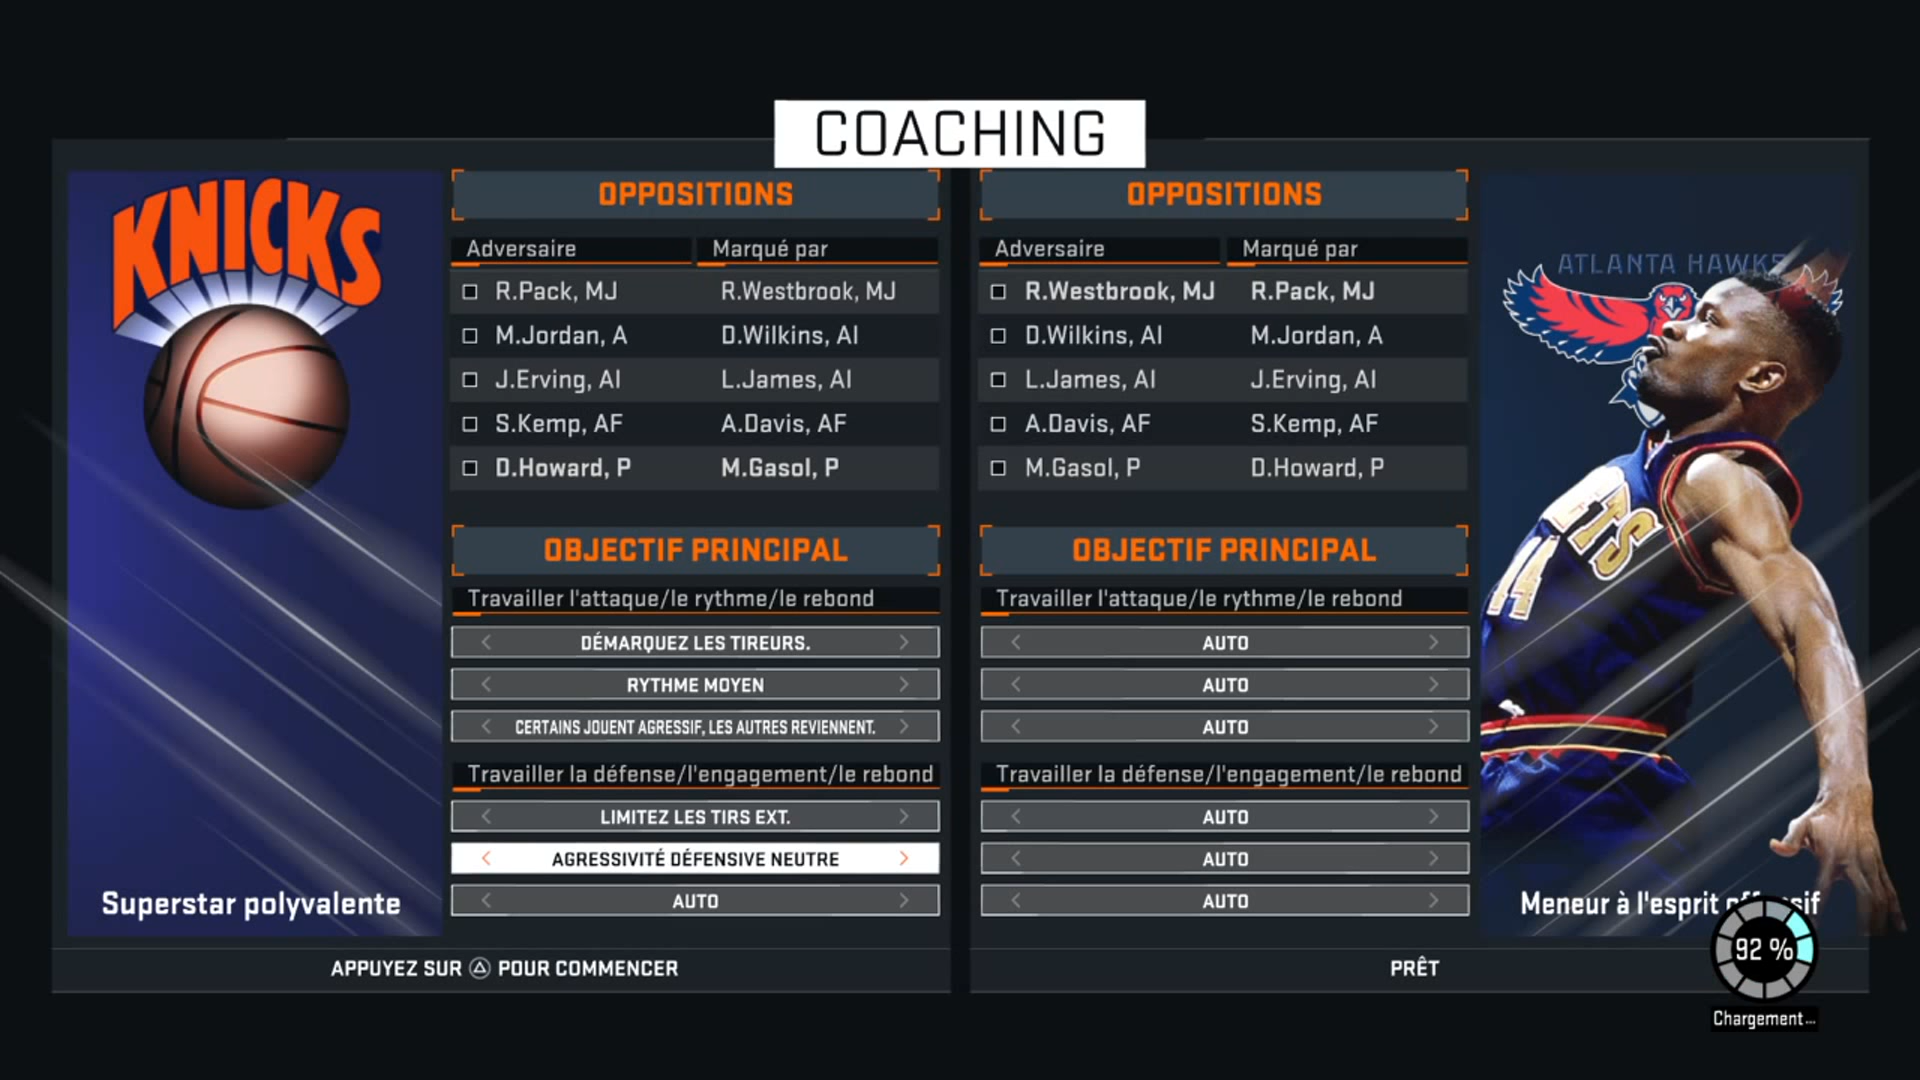 COACHING
KNICKS
OPPOSITIONS
Adversaire Marqué par
R.Pack, MJ R.Westbrook, MJ
M.Jordan, A D.Wilkins, AI
J.Erving, AI L.James, AI
S.Kemp, AF A.Davis, AF
D.Howard, P M.Gasol, P
OBJECTIF PRINCIPAL
Travailler l'attaque/le rythme/le rebond
DÉMARQUEZ LES TIREURS.
RYTHME MOYEN
CERTAINS JOUENT AGRESSIF, LES AUTRES REVIENNENT.
Travailler la défense/l'engagement/le rebond
LIMITEZ LES TIRS EXT.
AGRESSIVITÉ DÉFENSIVE NEUTRE
AUTO
Superstar polyvalente
APPUYEZ SUR △ POUR COMMENCER
OPPOSITIONS
Adversaire Marqué par
R.Westbrook, MJ R.Pack, MJ
D.Wilkins, AI M.Jordan, A
L.James, AI J.Erving, AI
A.Davis, AF S.Kemp, AF
M.Gasol, P D.Howard, P
OBJECTIF PRINCIPAL
Travailler l'attaque/le rythme/le rebond
AUTO
AUTO
AUTO
Travailler la défense/l'engagement/le rebond
AUTO
AUTO
AUTO
ATLANTA HAWKS
Meneur à l'esprit
PRÊT
92 %
Chargement...